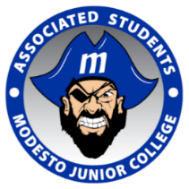 ASSOCIATED STUDENTS
m
MODESTO JUNIOR COLLEGE